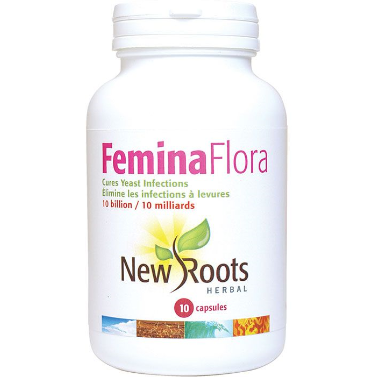 FeminaFlora
Cures Yeast Infections
Élimine les infections à levures
10 billion / 10 milliards
New Roots
HERBAL
10 capsules